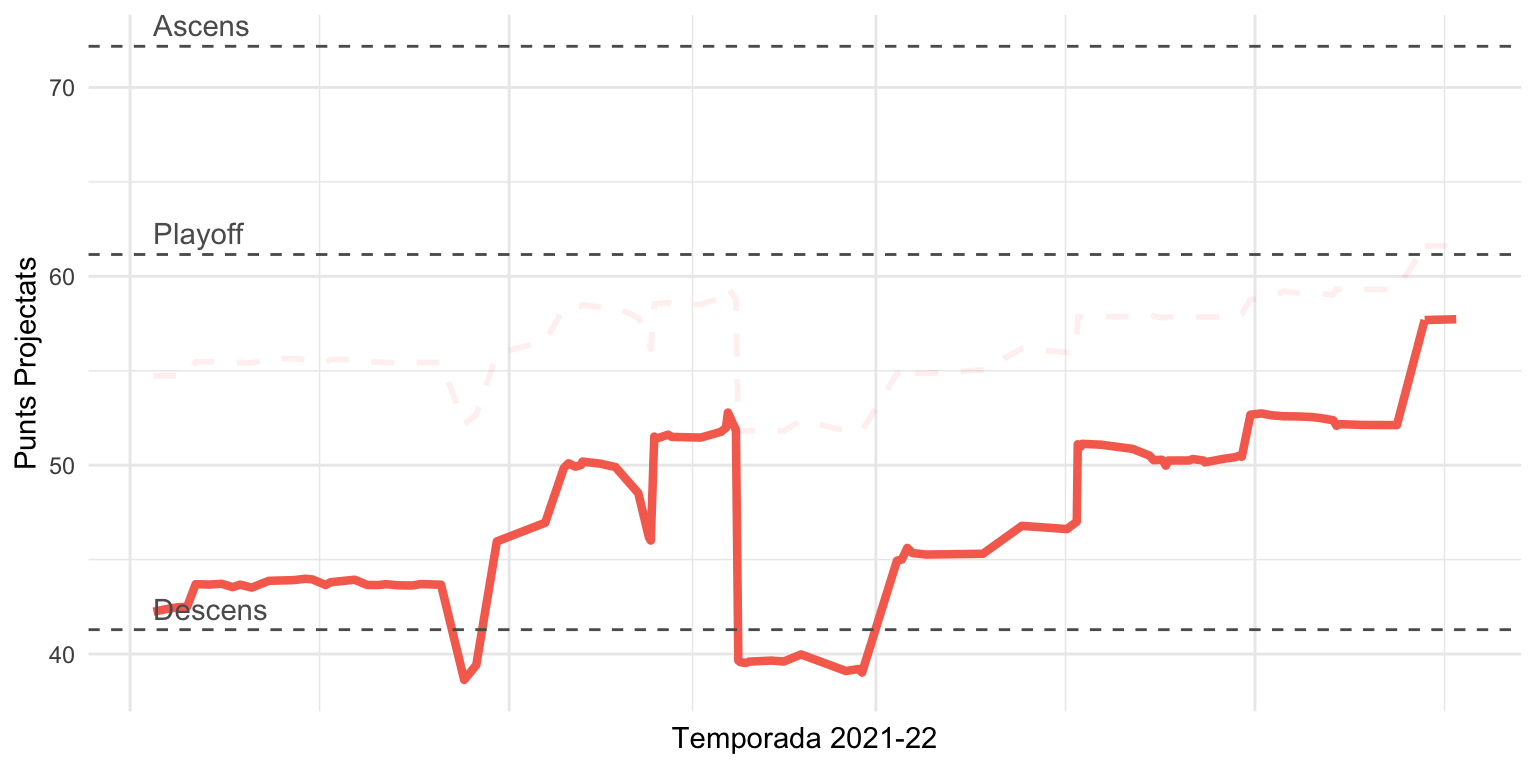 Ascens
70
Playoff
60
Punts Projectats
50
Descens
40
Temporada 2021-22